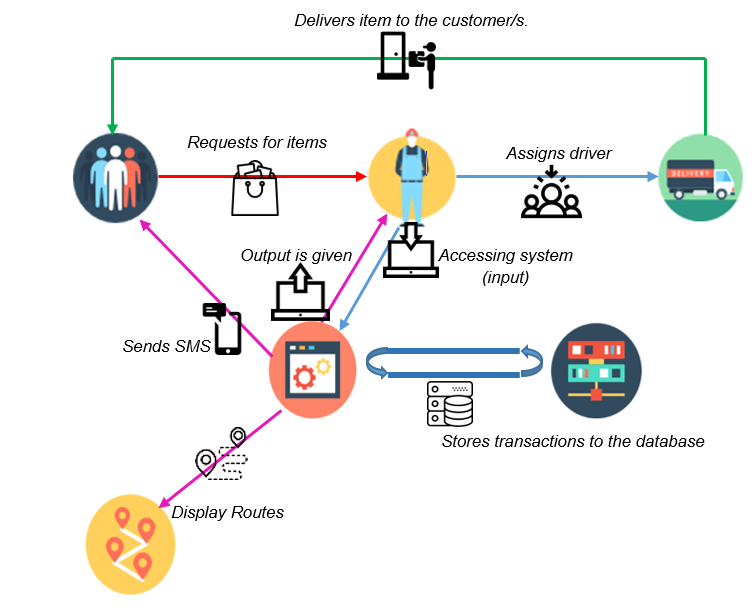 Delivers item to the customer/s.
Requests for items
Assigns driver
DELIVERY
Output is given
Accessing system
(input)
Sends SMS
Stores transactions to the database
Display Routes